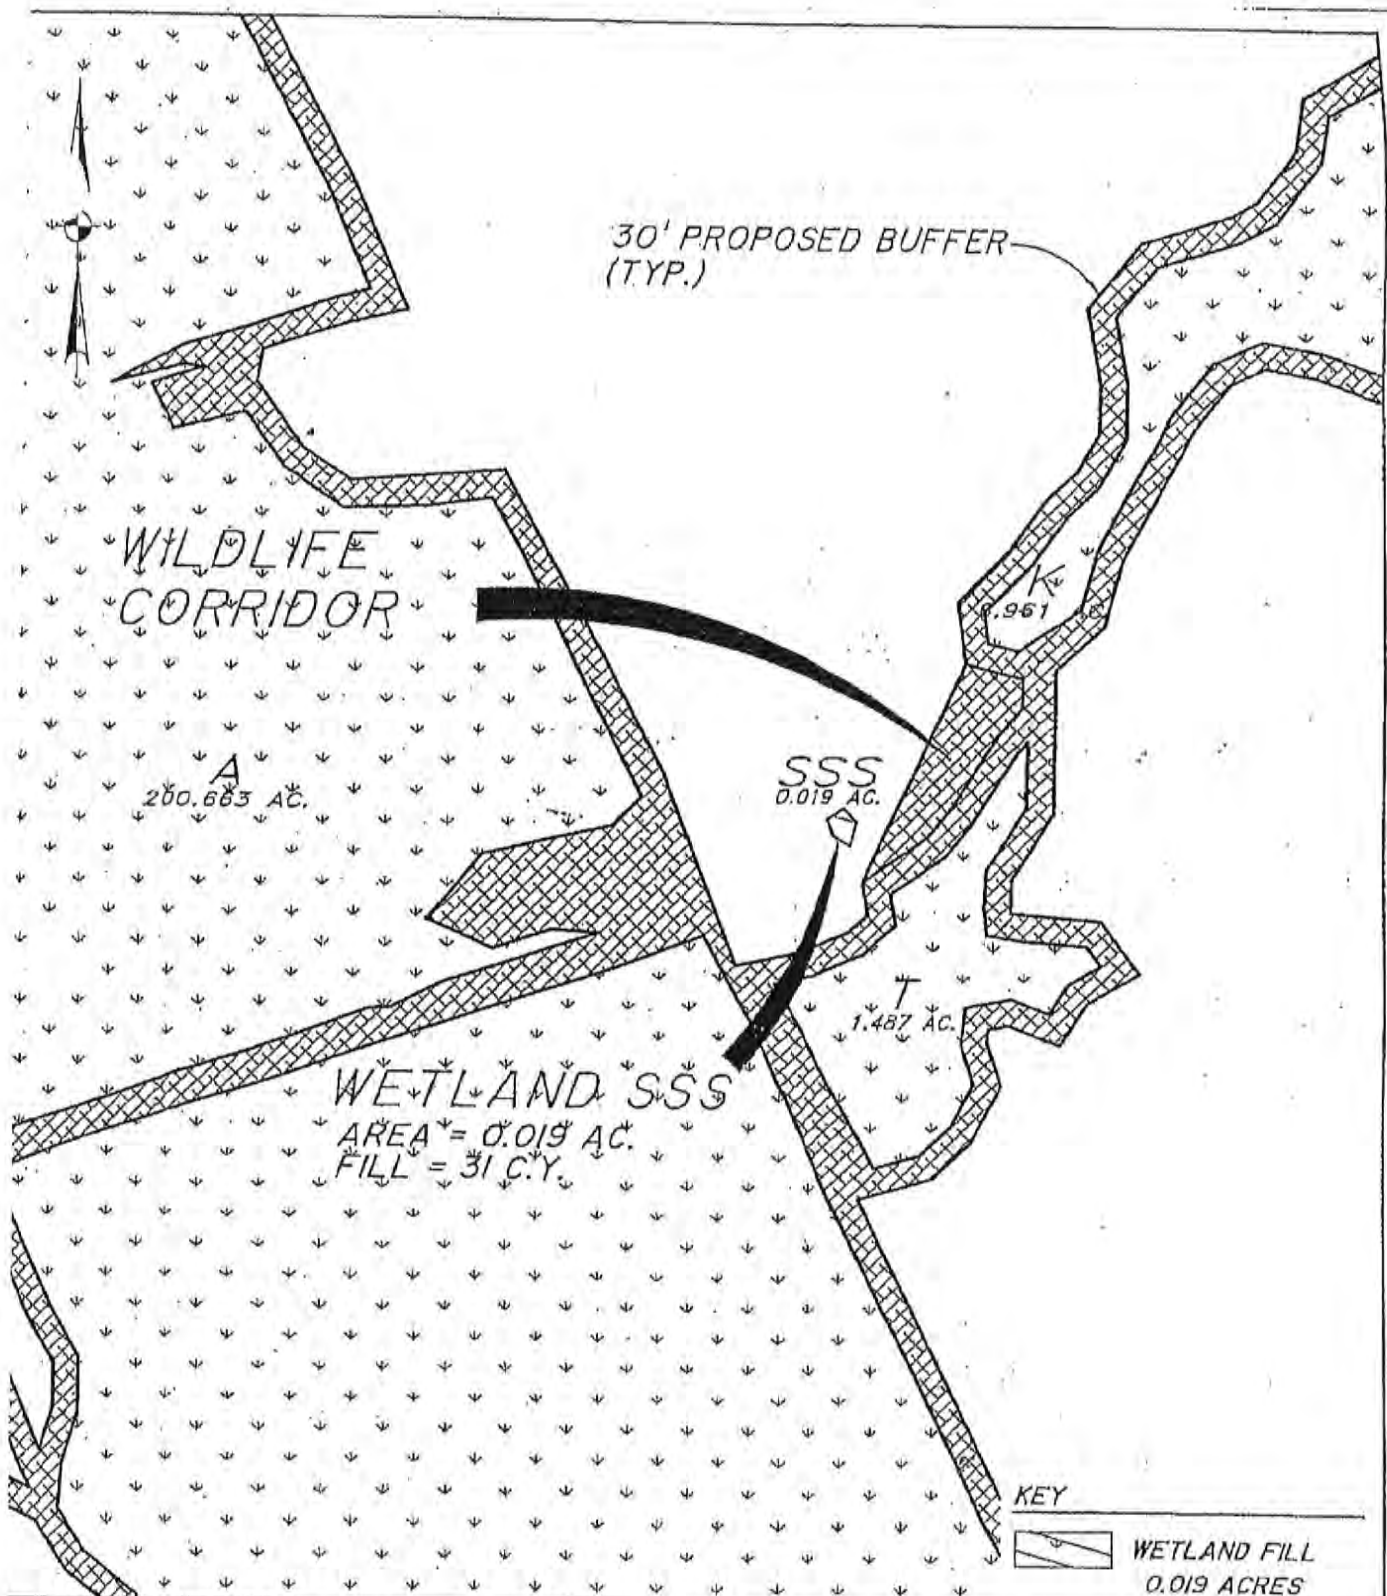 30' PROPOSED BUFFER
(TYP.)
WILDLIFE
CORRIDOR
K
.961
A
200.663 AC.
SSS
0.019 AC.
T
1.487 AC.
WETLAND SSS
AREA = 0.019 AC.
FILL = 31 C.Y.
KEY
WETLAND FILL
0.019 ACRES